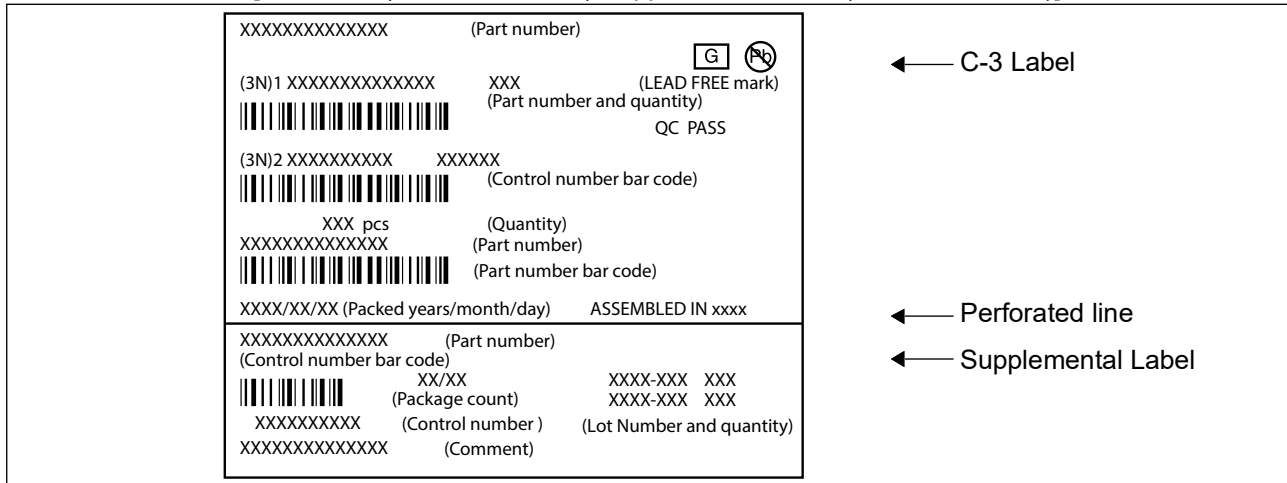 XXXXXXXXXXXXXX (Part number)
G Pb
C-3 Label
(3N)1 XXXXXXXXXXXXXX XXX (LEAD FREE mark)
(Part number and quantity)
QC PASS
(3N)2 XXXXXXXXXX XXXXXX
(Control number bar code)
XXX pcs (Quantity)
XXXXXXXXXXXXXX (Part number)
(Part number bar code)
XXXX/XX/XX (Packed years/month/day) ASSEMBLED IN xxxx
Perforated line
XXXXXXXXXXXXXX (Part number)
(Control number bar code)
Supplemental Label
XX/XX XXXX-XXX XXX
(Package count) XXXX-XXX XXX
XXXXXXXXXX (Control number ) (Lot Number and quantity)
XXXXXXXXXXXXXX (Comment)